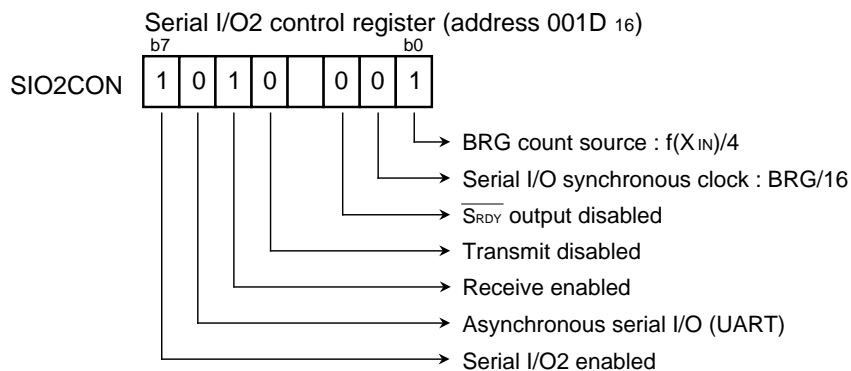 Serial I/O2 control register (address 001D 16)
b7 b0
SIO2CON 1 0 1 0 0 0 1
BRG count source : f(XIN)/4
Serial I/O synchronous clock : BRG/16
SRDY output disabled
Transmit disabled
Receive enabled
Asynchronous serial I/O (UART)
Serial I/O2 enabled